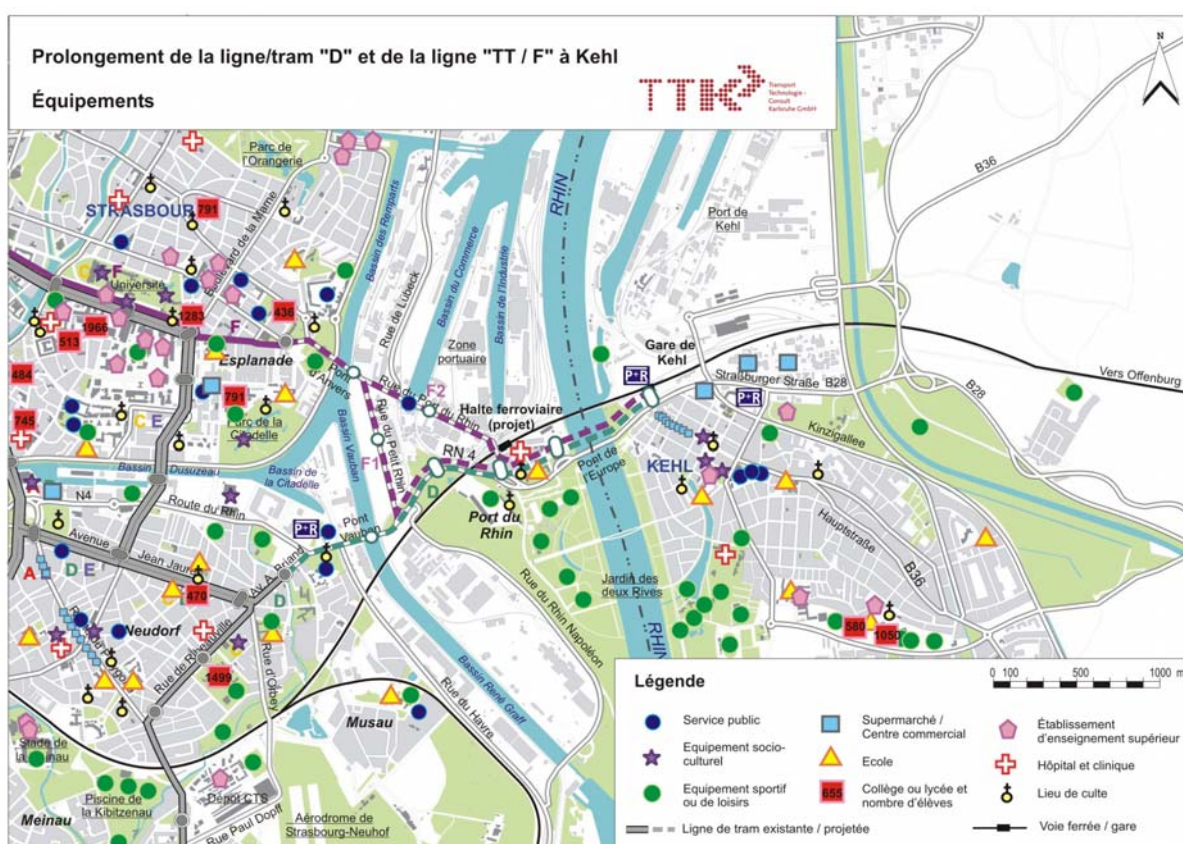 Prolongement de la ligne/tram "D" et de la ligne "TT / F" à Kehl
Équipements
TTK
Transport
Technologie -
Consult
Karlsruhe GmbH
N
Parc de
l'Orangerie
STRASBOUR
791
Boulevard de la Marne
Bassin des Remparts
Rue de Lübeck
Bassin du Commerce
Bassin de l'Industrie
RHIN
Port de
Kehl
B36
C
F
Université
1966
513
1283
436
F
Esplanade
484
791
745
Parc de la
Citadelle
C E
Pont
d'Anvers
Zone
portuaire
Rue du Port du Rhin
F2
F1
Rue du Petit Rhin
Halte ferroviaire
(projet)
RN 4
D
Gare de
Kehl
P+R
Straßburger Straße
B28
P+R
B28
Vers Offenburg
Kinzigallee
KEHL
Pont de
l'Europe
Bassin Dusuzeau
Bassin de
la Citadelle
Bassin Vauban
A
N4
Route du Rhin
P+R
Pont
Vauban
Port du
Rhin
Hauptstraße
B36
Avenue
Jean Jaurès
Av. A. Briand
A
D E
470
D
Neudorf
Rue de Ribeauvillé
1499
Rue d'Orbey
Jardin des
deux Rives
Rue du Rhin Napoléon
RHIN
580
1050
Bassin René Graff
Rue du Havre
Musau
Stade de
la Meinau
Piscine de
la Kibitzenau
Meinau
Dépôt CTS
Rue Paul Dopff
Aérodrome de
Strasbourg-Neuhof
Légende
0 100 500 1000 m
Service public
Equipement socio-
culturel
Equipement sportif
ou de loisirs
Supermarché /
Centre commercial
Ecole
655
Collège ou lycée et
nombre d'élèves
Établissement
d'enseignement supérieur
Hôpital et clinique
Lieu de culte
Ligne de tram existante / projetée
Voie ferrée / gare